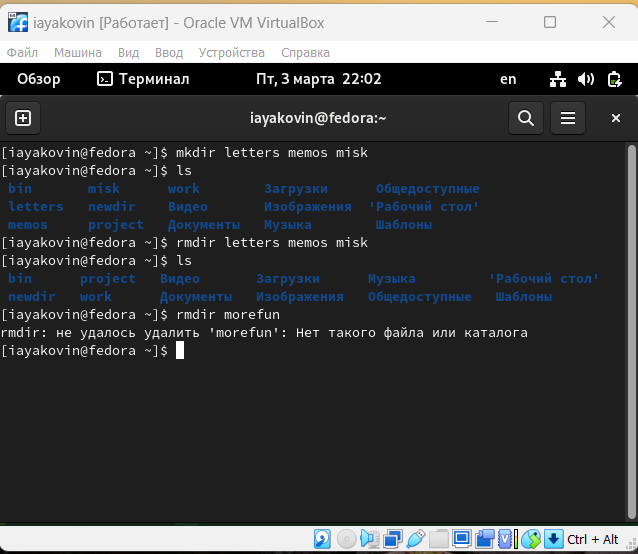 iayakovin [Работает] - Oracle VM VirtualBox
Файл Машина Вид Ввод Устройства Справка
Обзор Терминал Пт, 3 марта 22:02 en
iayakovin@fedora:~
[iayakovin@fedora ~]$ mkdir letters memos misk
[iayakovin@fedora ~]$ ls
bin misk work Загрузки Общедоступные
letters newdir Видео Изображения 'Рабочий стол'
memos project Документы Музыка Шаблоны
[iayakovin@fedora ~]$ rmdir letters memos misk
[iayakovin@fedora ~]$ ls
bin project Видео Загрузки Музыка 'Рабочий стол'
newdir work Документы Изображения Общедоступные Шаблоны
[iayakovin@fedora ~]$ rmdir morefun
rmdir: не удалось удалить 'morefun': Нет такого файла или каталога
[iayakovin@fedora ~]$
Ctrl + Alt